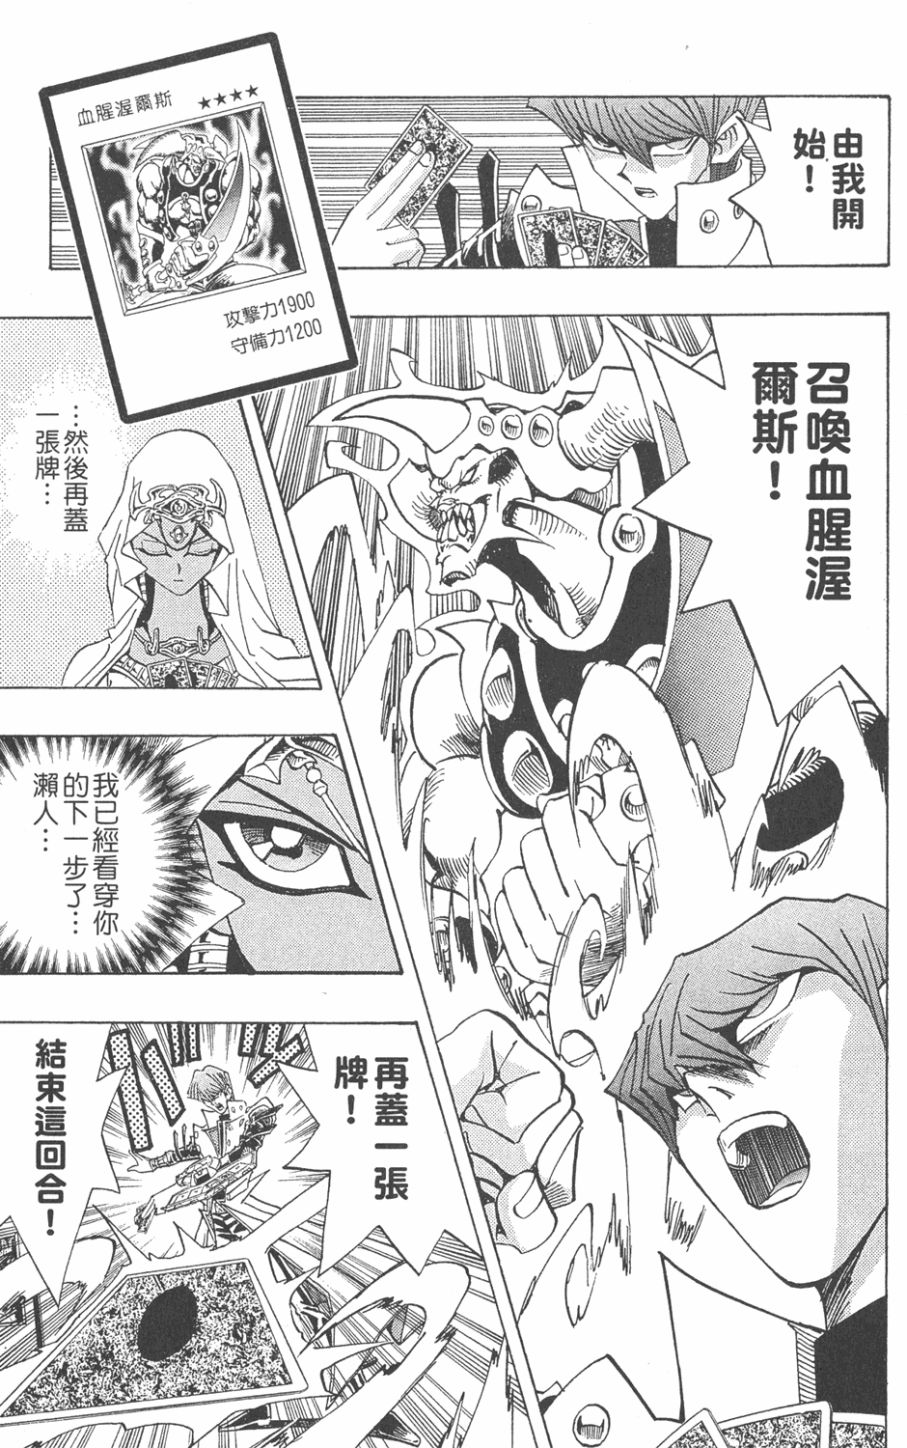 由我開
始！
血腥渥爾斯
★★★★
攻擊力1900
守備力1200
召喚血腥渥
爾斯！
…然後再蓋
一張牌…
我已經看穿你
的下一步了…
瀨人…
再蓋一張
牌！
結束這回合！